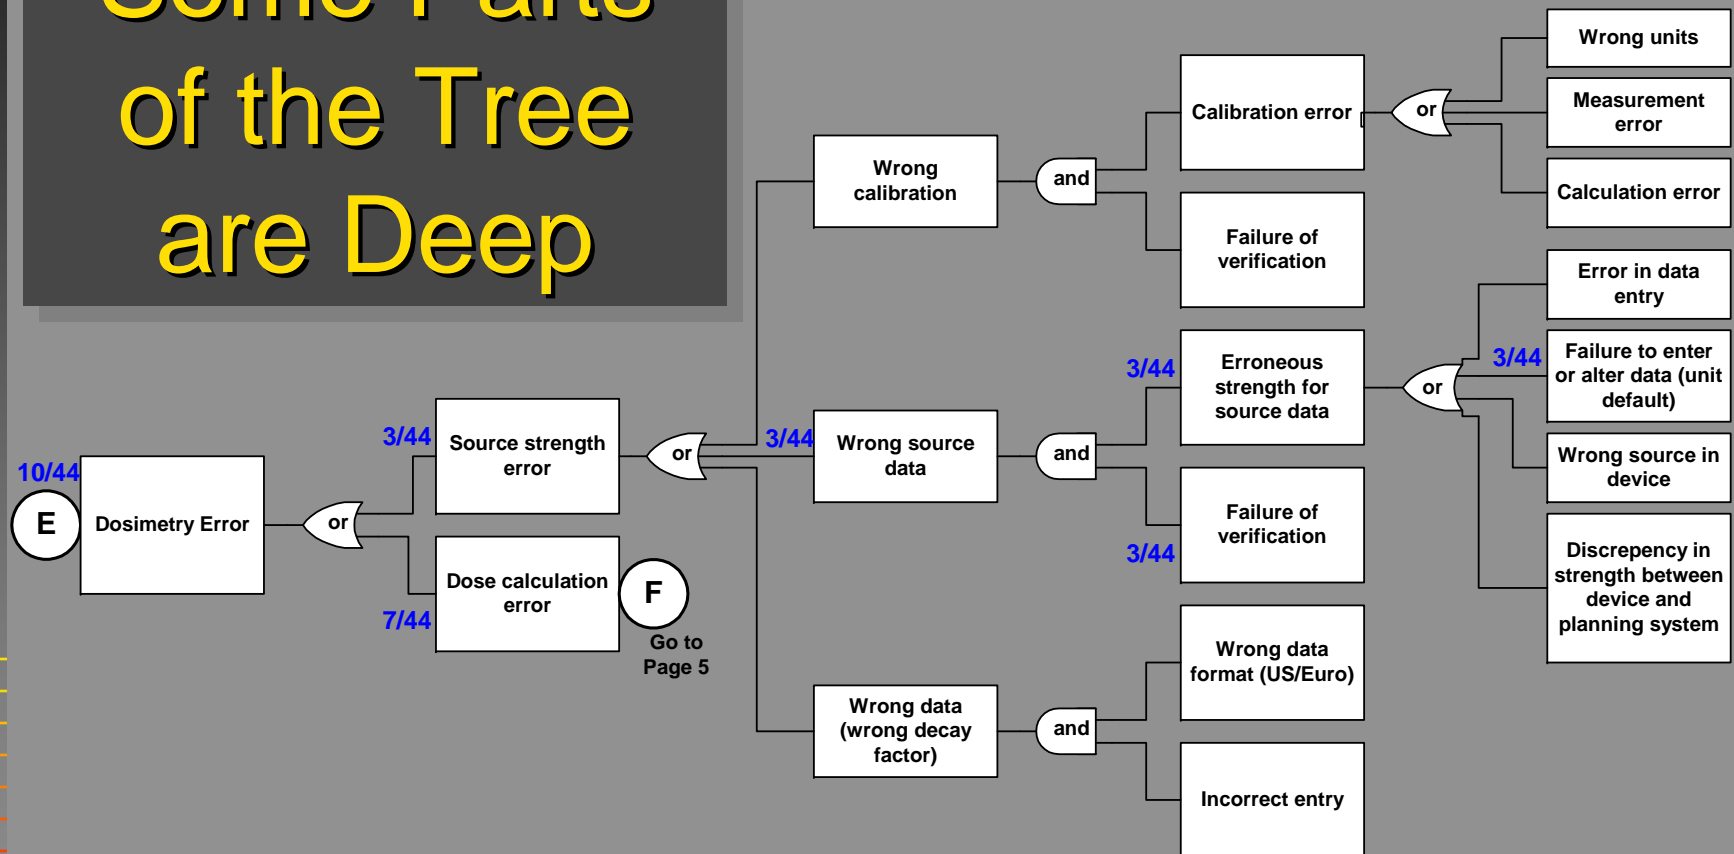 Some Parts
of the Tree
are Deep
10/44
E
Dosimetry Error
or
3/44
Source strength
error
7/44
Dose calculation
error
F
Go to
Page 5
or
Wrong
calibration
3/44
Wrong source
data
Wrong data
(wrong decay
factor)
and
and
and
Calibration error
Failure of
verification
3/44
Erroneous
strength for
source data
3/44
Failure of
verification
Wrong data
format (US/Euro)
Incorrect entry
or
or
Wrong units
Measurement
error
Calculation error
Error in data
entry
3/44
Failure to enter
or alter data (unit
default)
Wrong source in
device
Discrepency in
strength between
device and
planning system